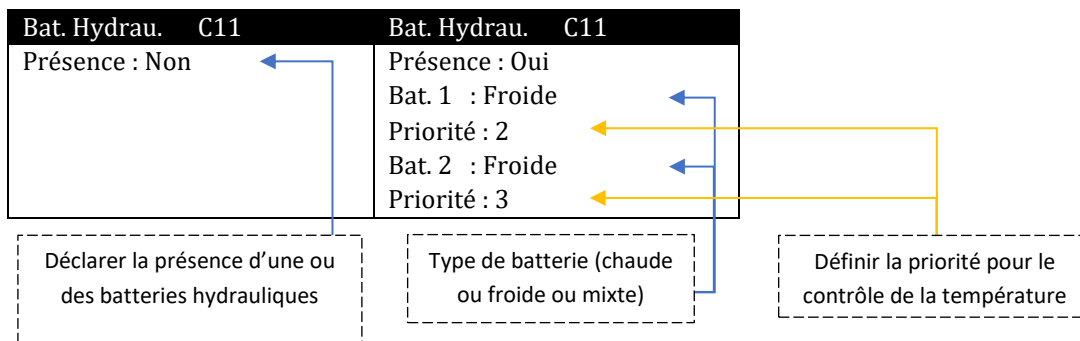 Bat. Hydrau. C11
Présence : Non
Bat. Hydrau. C11
Présence : Oui
Bat. 1 : Froide
Priorité : 2
Bat. 2 : Froide
Priorité : 3
Déclarer la présence d’une ou
des batteries hydrauliques
Type de batterie (chaude
ou froide ou mixte)
Définir la priorité pour le
contrôle de la température